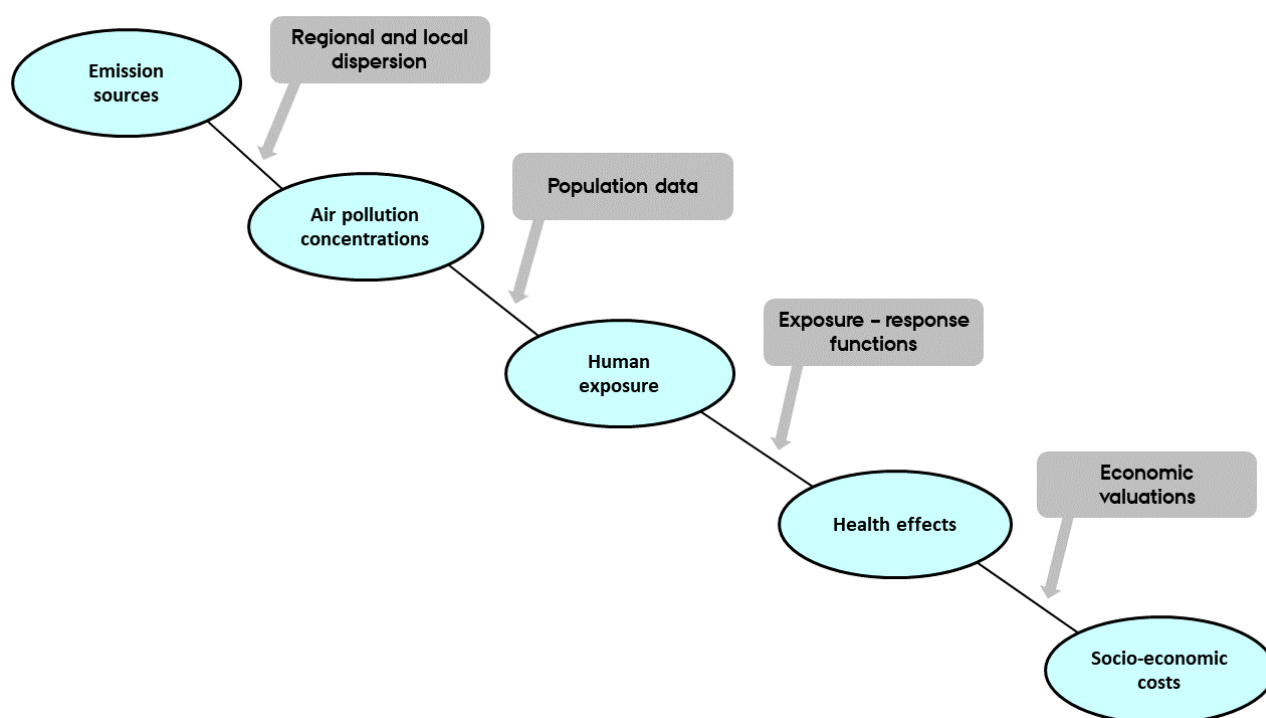 Regional and local
dispersion
Emission
sources
Population data
Air pollution
concentrations
Exposure – response
functions
Human
exposure
Economic
valuations
Health effects
Socio-economic
costs